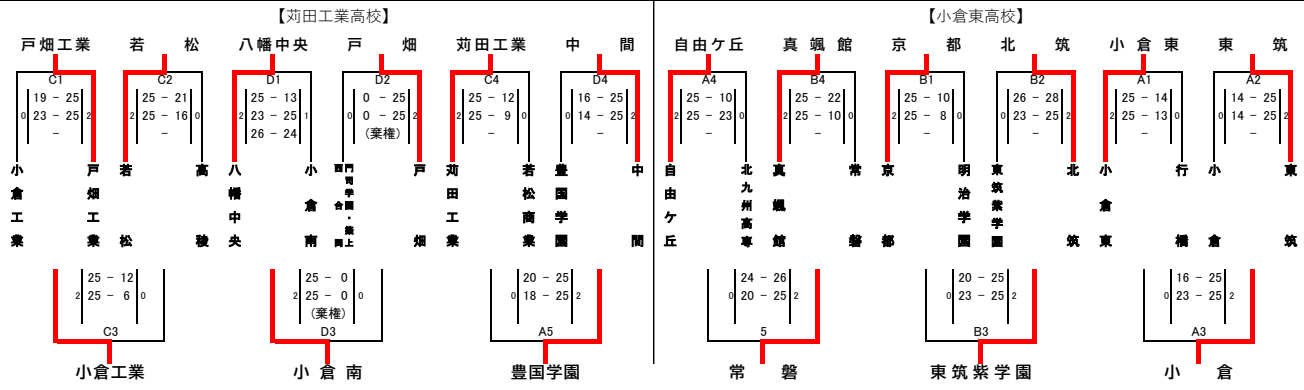 【苅田工業高校】 【小倉東高校】
戸畑工業 若松 八幡中央 戸畑 苅田工業 中間 自由ケ丘 真颯館 京都 北筑 小倉東 東筑
C1 C2 D1 D2 C4 D4 A4 B4 B1 B2 A1 A2
19 - 25 25 - 21 25 - 13 0 - 25 25 - 12 16 - 25 25 - 10 25 - 22 25 - 10 26 - 28 25 - 14 14 - 25
0 23 - 25 2 2 25 - 16 0 2 23 - 25 1 0 0 - 25 2 2 25 - 9 0 0 14 - 25 2 2 25 - 23 0 2 25 - 10 0 2 25 - 8 0 0 23 - 25 2 2 25 - 13 0 0 14 - 25 2
- - 26 - 24 (棄権) - - - - - - - -
小倉工業 戸畑工業 若松 高稜 八幡中央 小倉南 門司学園・築上西合同 戸畑 苅田工業 若松商業 豊国学園 中間 自由ケ丘 北九州高専 真颯館 常磐 京都 明治学園 東筑紫学園 北筑 小倉東 行橋 小倉 東筑
25 - 12 25 - 0 20 - 25 24 - 26 20 - 25 16 - 25
2 25 - 6 0 2 25 - 0 0 0 18 - 25 2 0 20 - 25 2 0 23 - 25 2 0 23 - 25 2
- (棄権) - - - -
C3 D3 A5 5 B3 A3
小倉工業 小倉南 豊国学園 常磐 東筑紫学園 小倉